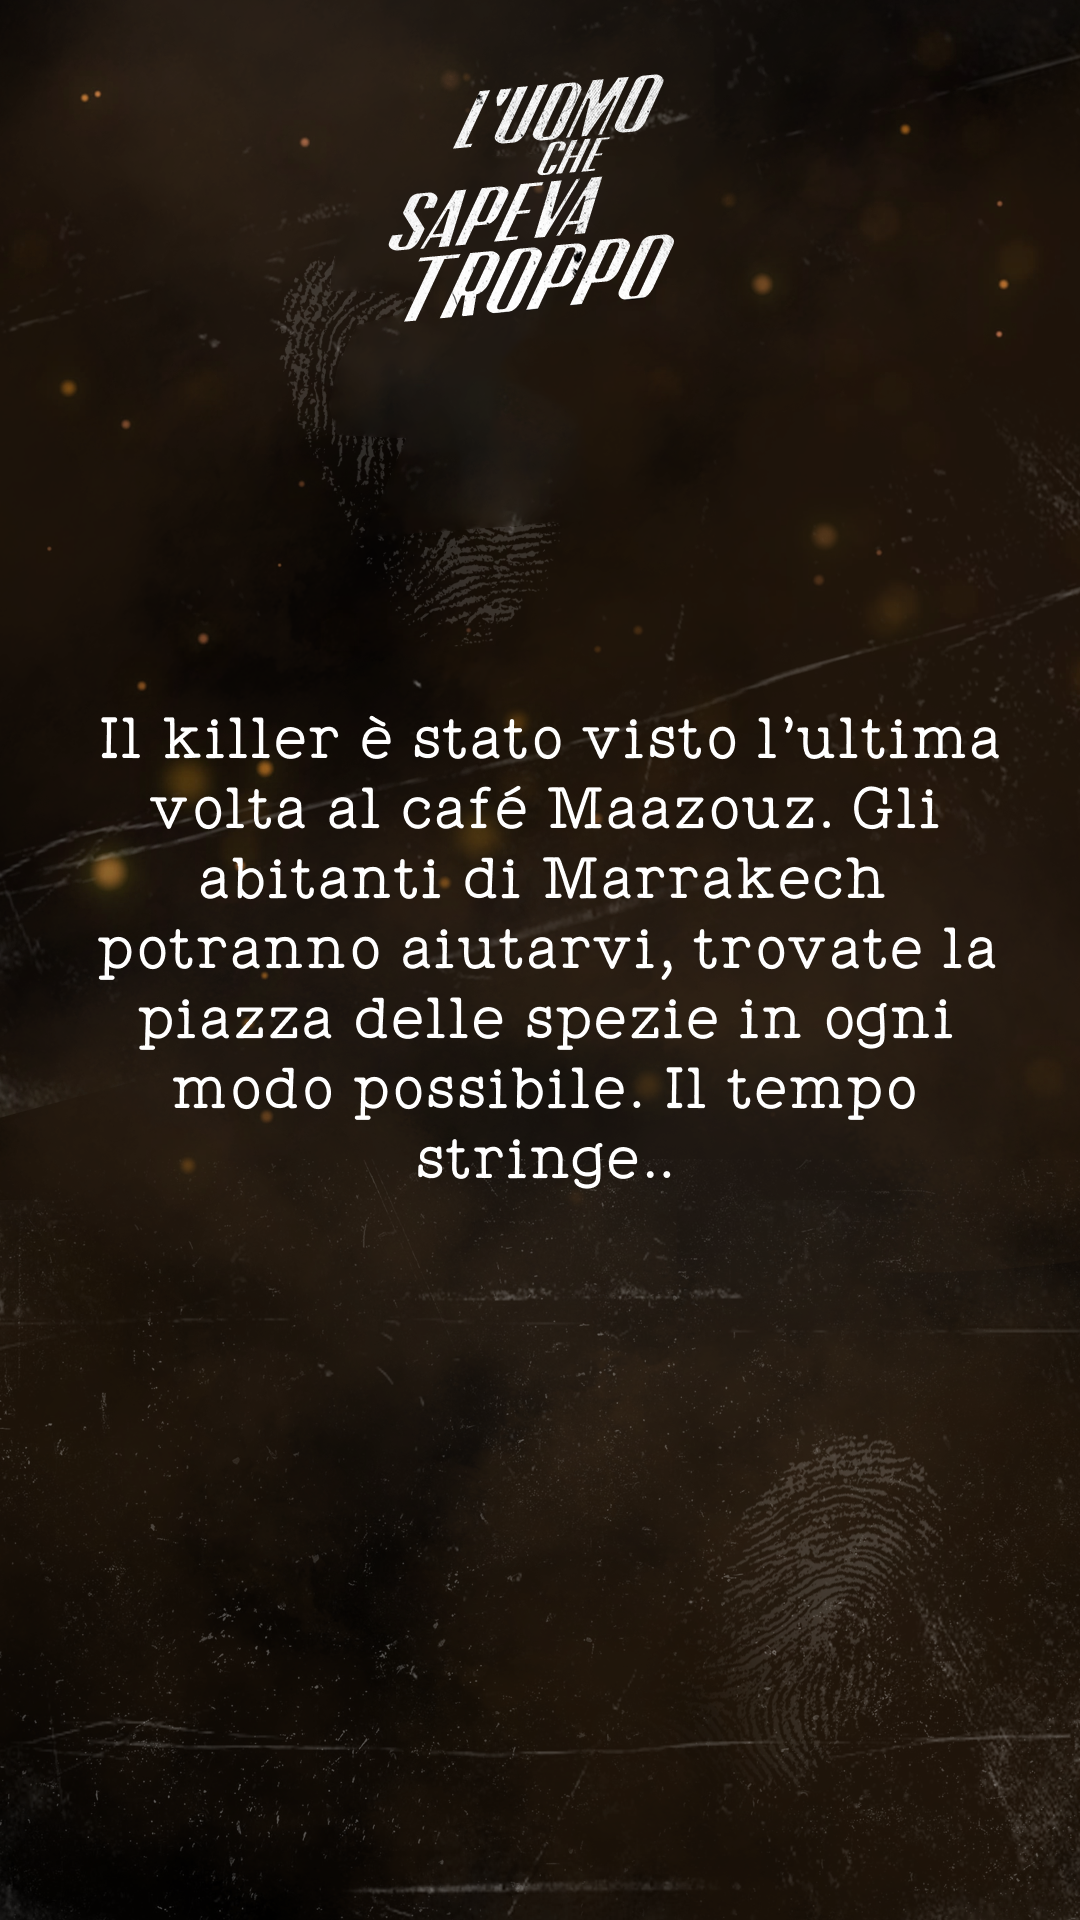 L'UOMO
CHE
SAPEVA
TROPPO
Il killer è stato visto l’ultima
volta al café Maazouz. Gli
abitanti di Marrakech
potranno aiutarvi, trovate la
piazza delle spezie in ogni
modo possibile. Il tempo
stringe..